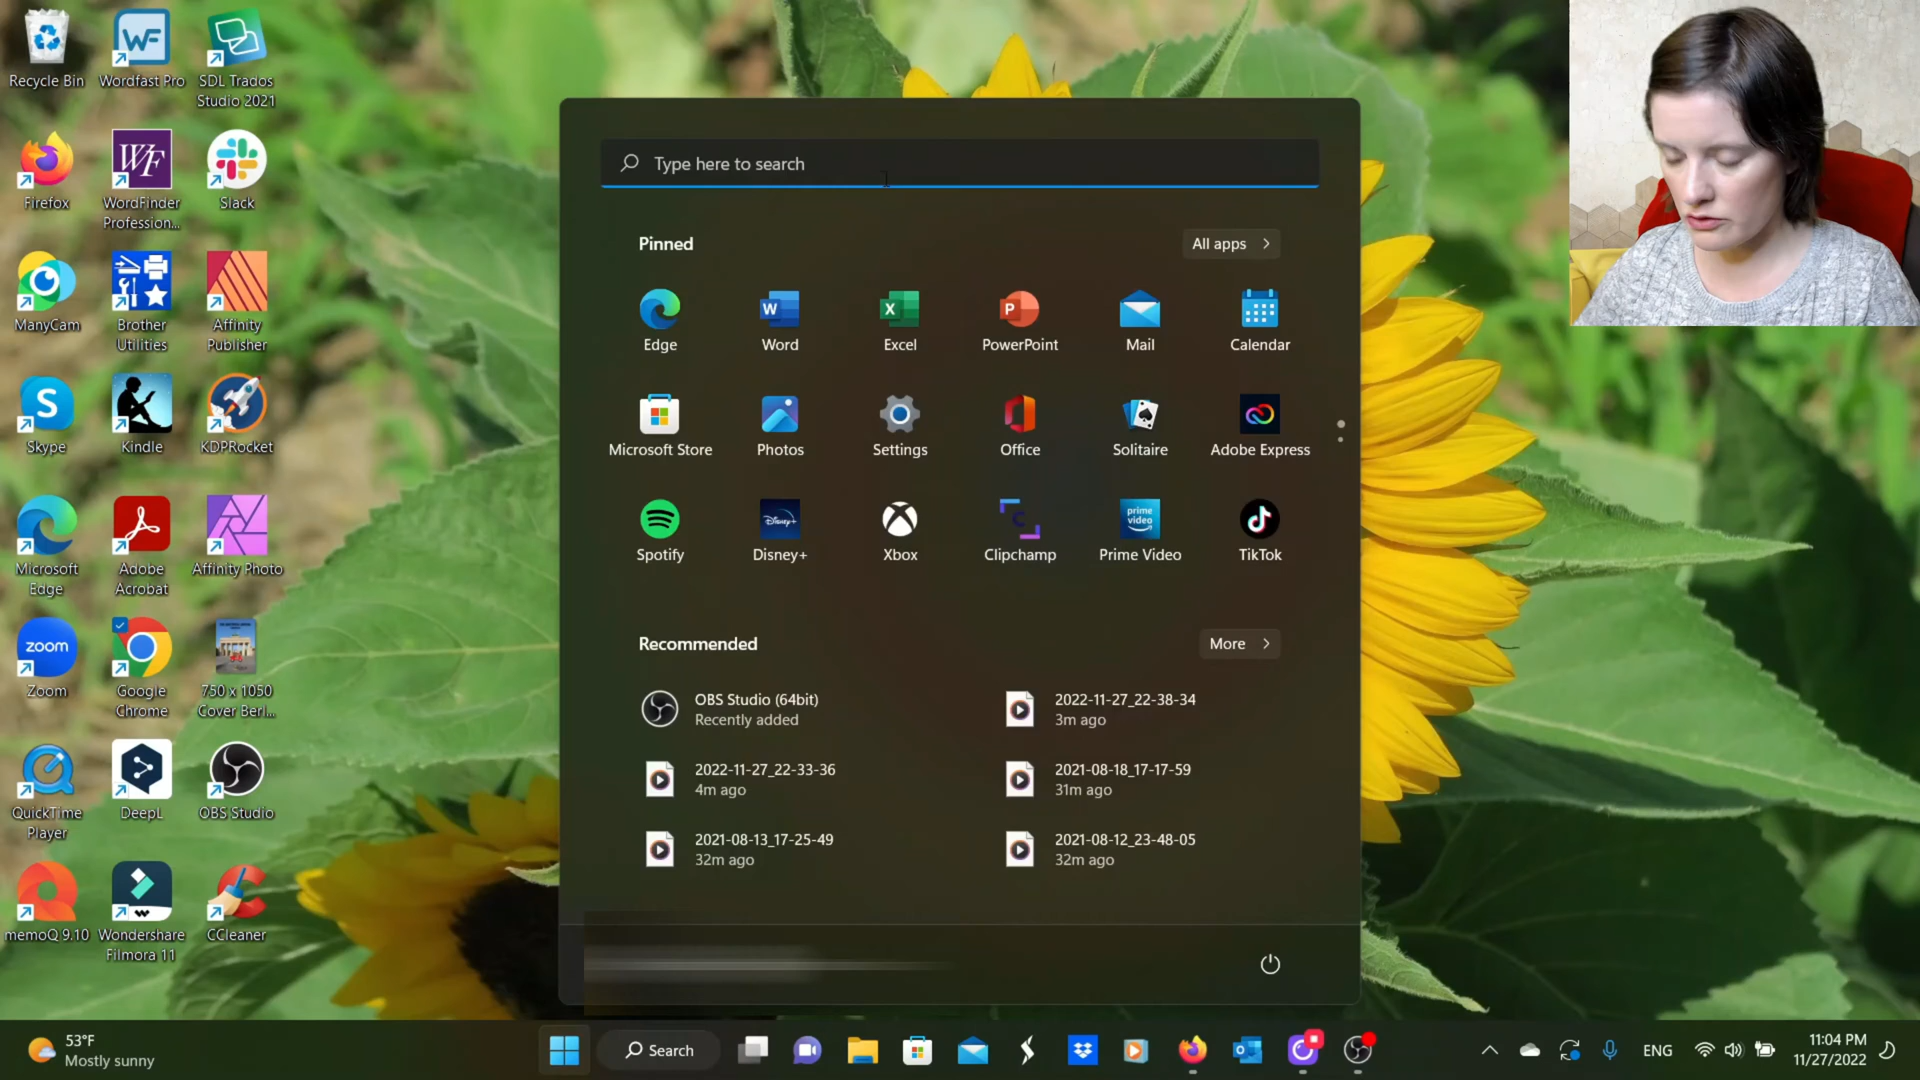 Recycle Bin
Wordfast Pro
SDL Trados
Studio 2021
Firefox
WordFinder
Profession...
Slack
ManyCam
Brother
Utilities
Affinity
Publisher
Skype
Kindle
KDPRocket
Microsoft
Edge
Adobe
Acrobat
Affinity Photo
zoom
Zoom
Google
Chrome
750 x 1050
Cover Berl...
QuickTime
Player
DeepL
OBS Studio
memoQ 9.10
Wondershare
Filmora 11
CCleaner
Type here to search
Pinned
All apps
Edge
Word
Excel
PowerPoint
Mail
Calendar
Microsoft Store
Photos
Settings
Office
Solitaire
Adobe Express
Spotify
Disney+
Disney+
Xbox
Clipchamp
prime
video
Prime Video
TikTok
Recommended
More
OBS Studio (64bit)
Recently added
2022-11-27_22-38-34
3m ago
2022-11-27_22-33-36
4m ago
2021-08-18_17-17-59
31m ago
2021-08-13_17-25-49
32m ago
2021-08-12_23-48-05
32m ago
53°F
Mostly sunny
Search
ENG
11:04 PM
11/27/2022